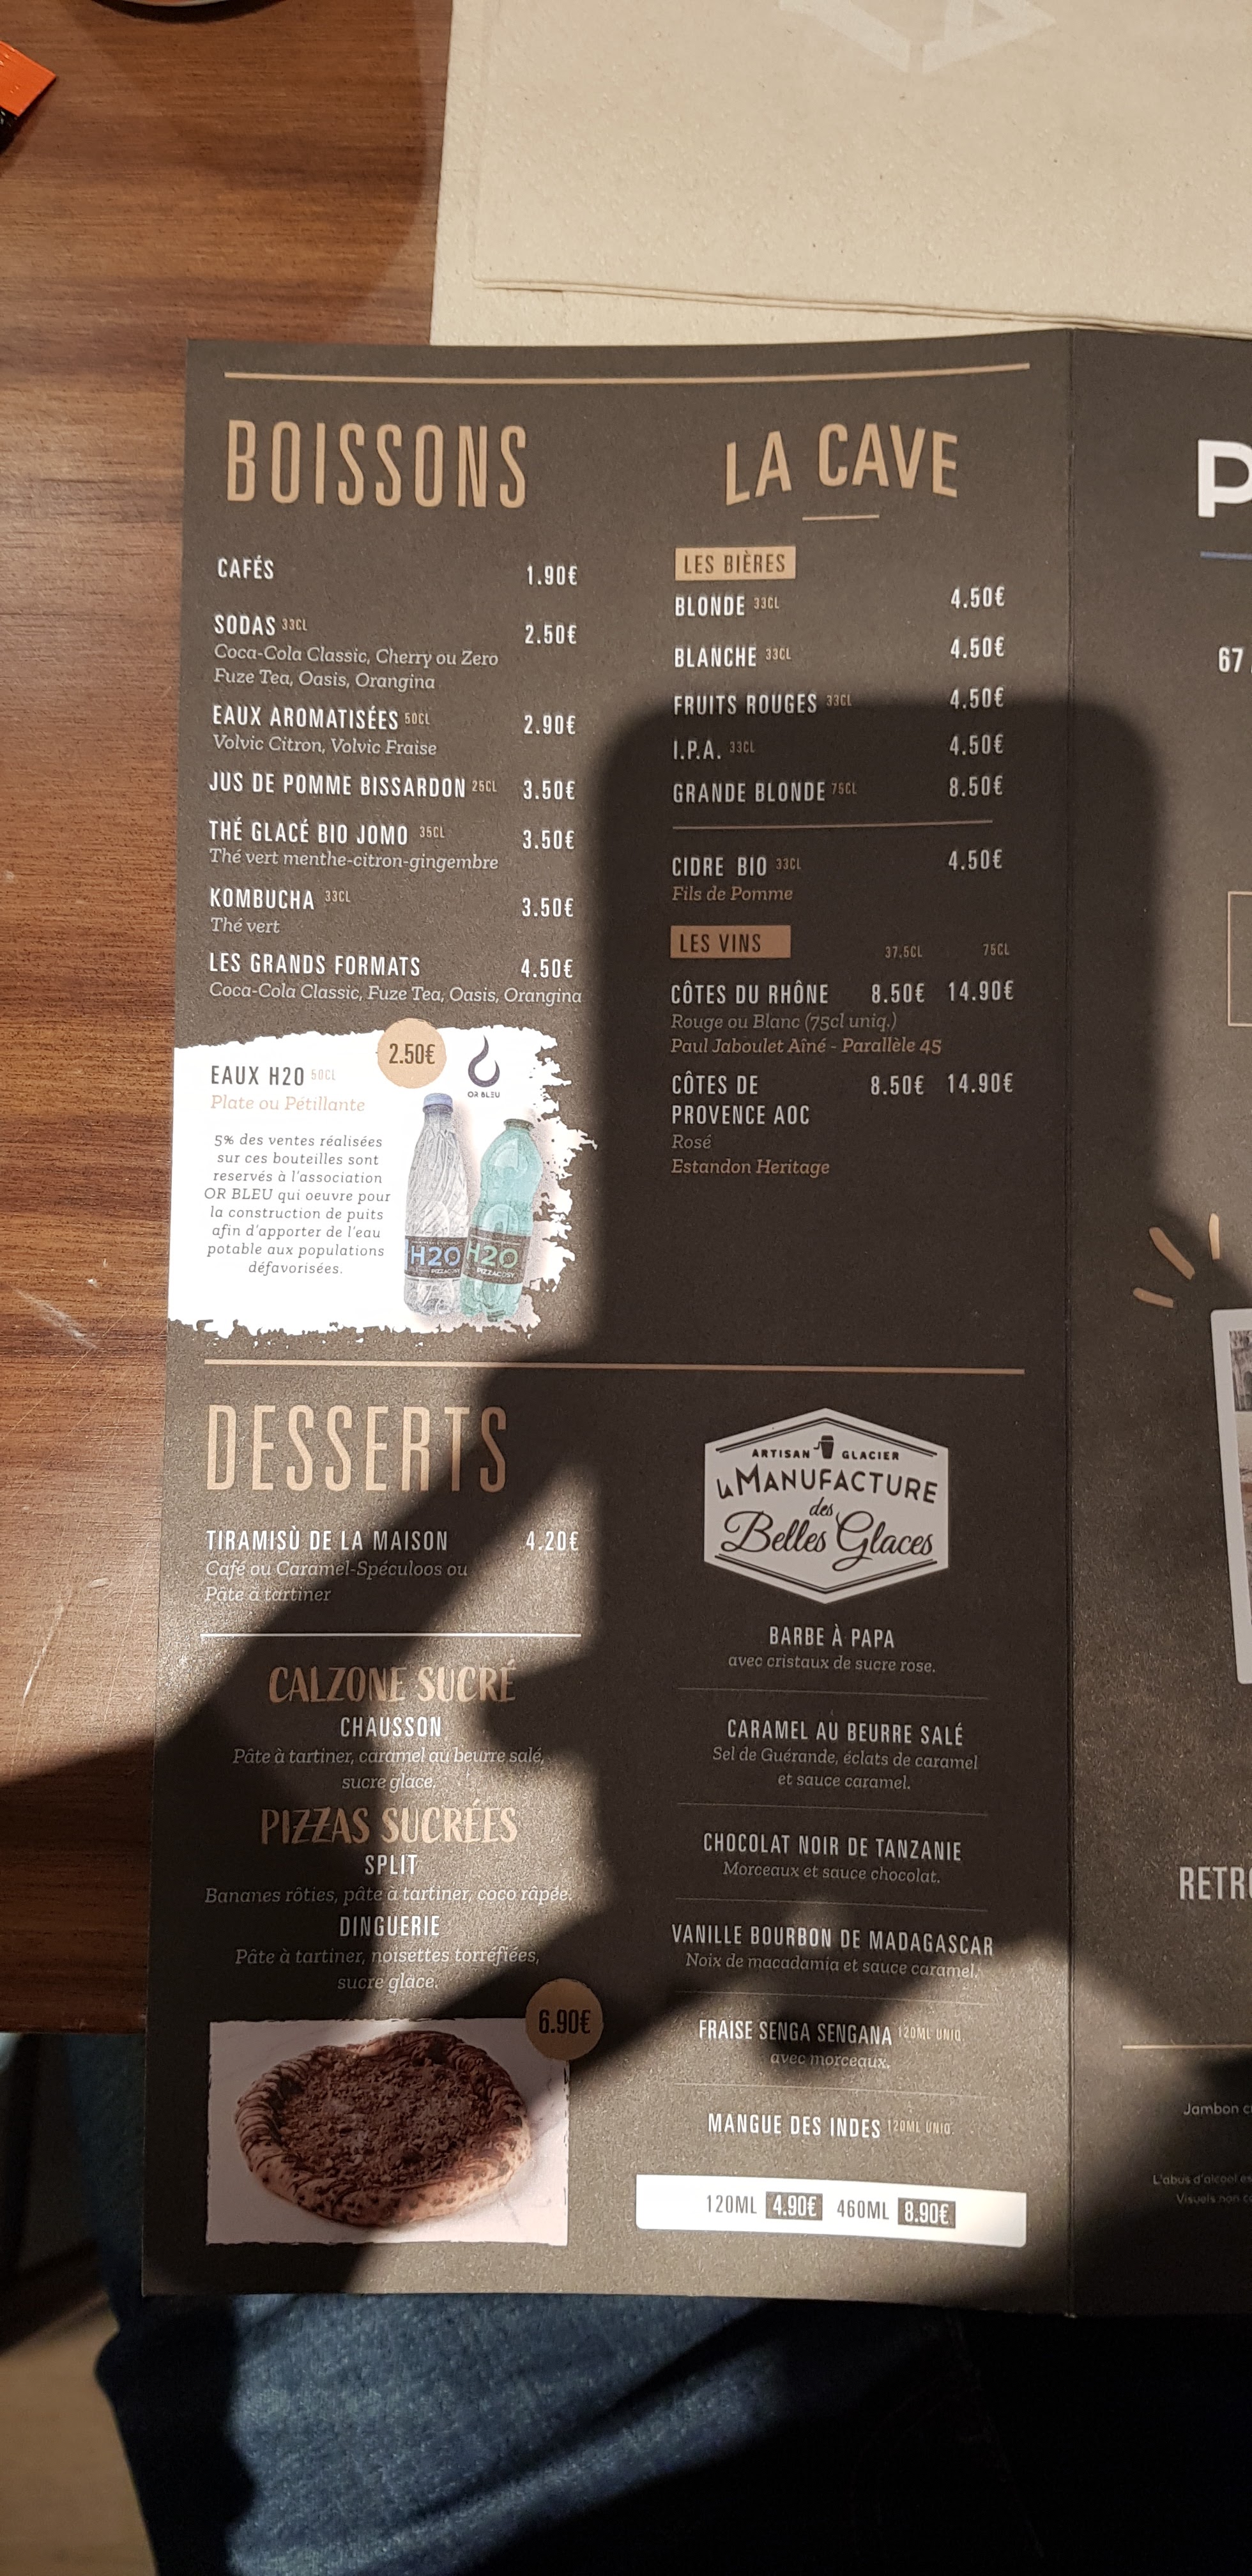 BOISSONS
CAFÉS 1.90€
SODAS 33CL 2.50€
Coca-Cola Classic, Cherry ou Zero
Fuze Tea, Oasis, Orangina
EAUX AROMATISÉES 50CL 2.90€
Volvic Citron, Volvic Fraise
JUS DE POMME BISSARDON 25CL 3.50€
THÉ GLACÉ BIO JOMO 35CL 3.50€
Thé vert menthe-citron-gingembre
KOMBUCHA 33CL 3.50€
Thé vert
LES GRANDS FORMATS 4.50€
Coca-Cola Classic, Fuze Tea, Oasis, Orangina
2.50€
EAUX H2O 50CL
Plate ou Pétillante
OR BLEU
5% des ventes réalisées
sur ces bouteilles sont
reservés à l'association
OR BLEU qui oeuvre pour
la construction de puits
afin d'apporter de l'eau
potable aux populations
défavorisées.
H2O
PIZZACOSY
H2O
PIZZACOSY
LA CAVE
LES BIÈRES
BLONDE 33CL 4.50€
BLANCHE 33CL 4.50€
FRUITS ROUGES 33CL 4.50€
I.P.A. 33CL 4.50€
GRANDE BLONDE 75CL 8.50€
CIDRE BIO 33CL 4.50€
Fils de Pomme
LES VINS 37.5CL 75CL
CÔTES DU RHÔNE 8.50€ 14.90€
Rouge ou Blanc (75cl uniq.)
Paul Jaboulet Aîné - Parallèle 45
CÔTES DE 8.50€ 14.90€
PROVENCE AOC
Rosé
Estandon Heritage
DESSERTS
TIRAMISÙ DE LA MAISON 4.20€
Café ou Caramel-Spéculoos ou
Pâte à tartiner
CALZONE SUCRÉ
CHAUSSON
Pâte à tartiner, caramel au beurre salé,
sucre glace.
PIZZAS SUCRÉES
SPLIT
Bananes rôties, pâte à tartiner, coco râpée.
DINGUERIE
Pâte à tartiner, noisettes torréfiées,
sucre glace.
6.90€
ARTISAN GLACIER
LA MANUFACTURE
des
Belles Glaces
BARBE À PAPA
avec cristaux de sucre rose.
CARAMEL AU BEURRE SALÉ
Sel de Guérande, éclats de caramel
et sauce caramel.
CHOCOLAT NOIR DE TANZANIE
Morceaux et sauce chocolat.
VANILLE BOURBON DE MADAGASCAR
Noix de macadamia et sauce caramel.
FRAISE SENGA SENGANA 120ML UNIQ.
avec morceaux.
MANGUE DES INDES 120ML UNIQ.
120ML 4.90€ 460ML 8.90€
P
67
RETR
Jambon c
L'abus d'alcool es
Visuels non c